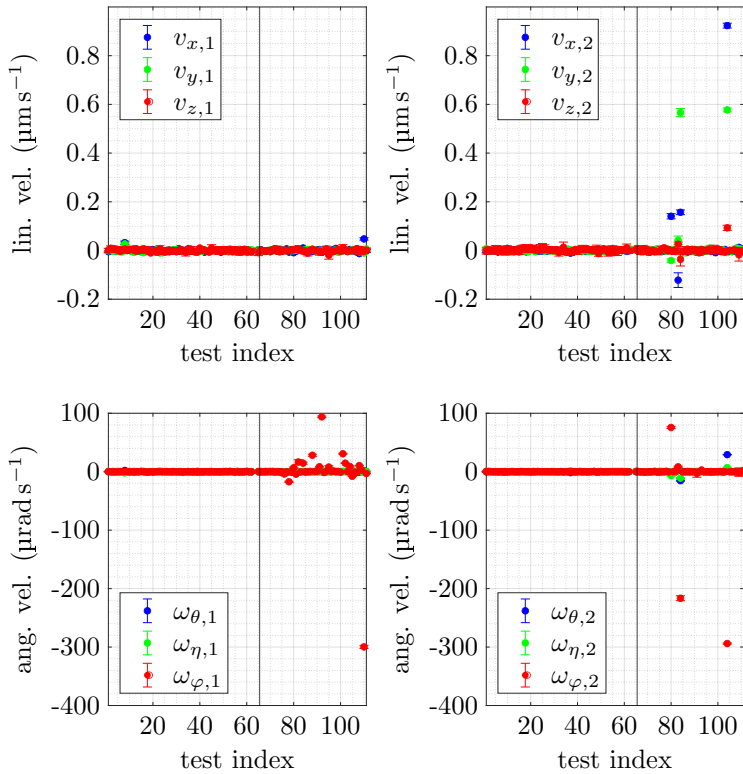 lin. vel. (µm s⁻¹)
0.8
0.6
0.4
0.2
0
-0.2
v_{x,1}
v_{y,1}
v_{z,1}
20 40 60 80 100
test index
lin. vel. (µm s⁻¹)
0.8
0.6
0.4
0.2
0
-0.2
v_{x,2}
v_{y,2}
v_{z,2}
20 40 60 80 100
test index
ang. vel. (µrad s⁻¹)
100
0
-100
-200
-300
-400
ω_{θ,1}
ω_{η,1}
ω_{φ,1}
20 40 60 80 100
test index
ang. vel. (µrad s⁻¹)
100
0
-100
-200
-300
-400
ω_{θ,2}
ω_{η,2}
ω_{φ,2}
20 40 60 80 100
test index